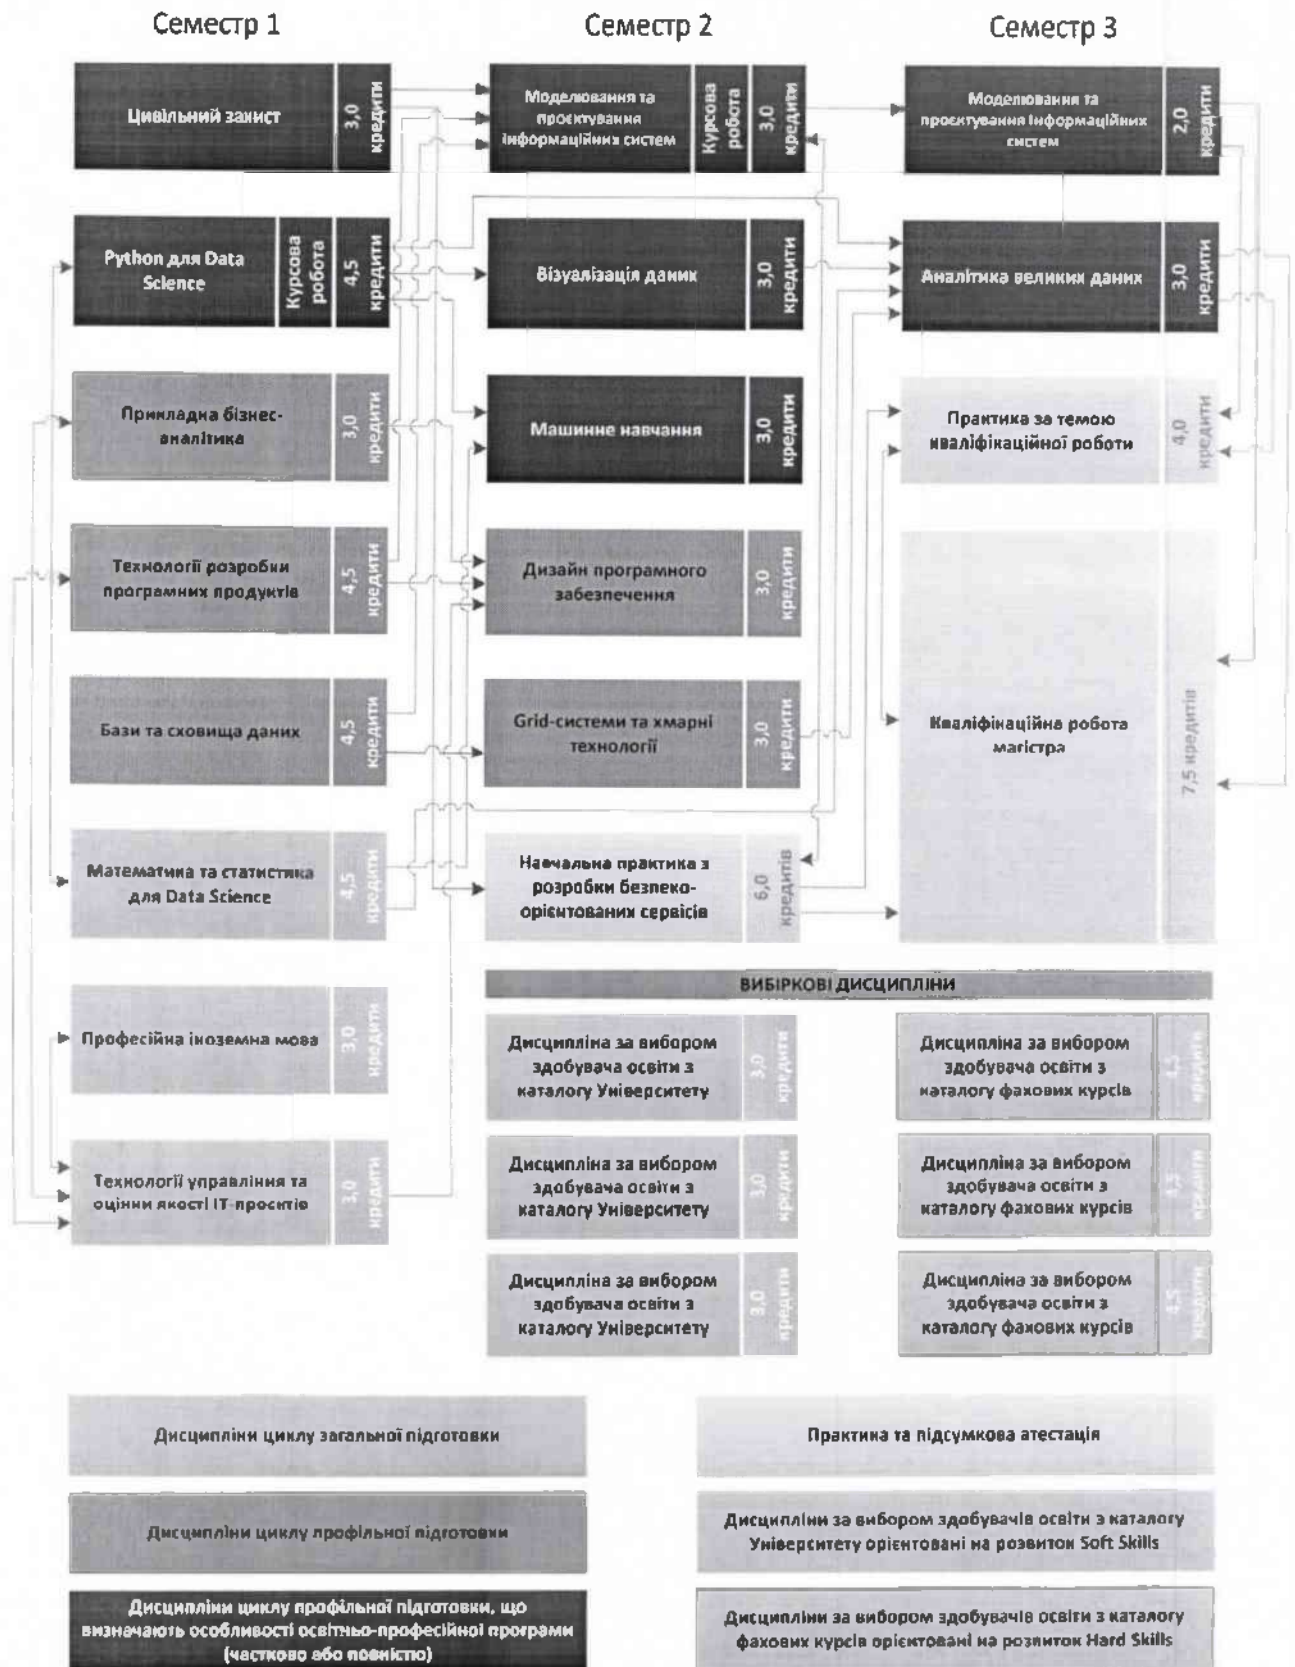 Семестр 1
Семестр 2
Семестр 3
Цивільний захист
3,0
кредити
Моделювання та
проєктування
інформаційних систем
Курсова
робота
3,0
кредити
Моделювання та
проєктування інформаційних
систем
2,0
кредити
Python для Data
Science
Курсова
робота
4,5
кредити
Візуалізація даних
3,0
кредити
Аналітика великих даних
3,0
кредити
Прикладна бізнес-
аналітика
3,0
кредити
Машинне навчання
3,0
кредити
Практика за темою
кваліфікаційної роботи
4,0
кредити
Технології розробки
програмних продуктів
4,5
кредити
Дизайн програмного
забезпечення
3,0
кредити
Бази та сховища даних
4,5
кредити
Grid-системи та хмарні
технології
3,0
кредити
Кваліфікаційна робота
магістра
7,5 кредитів
Математика та статистика
для Data Science
4,5
кредити
Навчальна практика з
розробки безпеко-
орієнтованих сервісів
6,0
кредитів
Професійна іноземна мова
3,0
кредити
Технології управління та
оцінки якості ІТ-проєктів
3,0
кредити
ВИБІРКОВІ ДИСЦИПЛІНИ
Дисципліна за вибором
здобувача освіти з
каталогу Університету
3,0
кредити
Дисципліна за вибором
здобувача освіти з
каталогу фахових курсів
4,5
кредити
Дисципліна за вибором
здобувача освіти з
каталогу Університету
3,0
кредити
Дисципліна за вибором
здобувача освіти з
каталогу фахових курсів
4,5
кредити
Дисципліна за вибором
здобувача освіти з
каталогу Університету
3,0
кредити
Дисципліна за вибором
здобувача освіти з
каталогу фахових курсів
4,5
кредити
Дисципліни циклу загальної підготовки
Практика та підсумкова атестація
Дисципліни циклу профільної підготовки
Дисципліни за вибором здобувачів освіти з каталогу
Університету орієнтовані на розвиток Soft Skills
Дисципліни циклу профільної підготовки, що
визначають особливості освітньо-професійної програми
(частково або повністю)
Дисципліни за вибором здобувачів освіти з каталогу
фахових курсів орієнтовані на розвиток Hard Skills